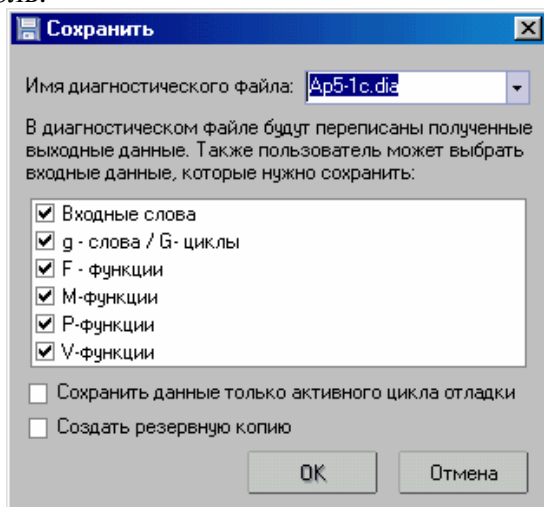 оль.
Сохранить
Имя диагностического файла: Ap5-1c.dia
В диагностическом файле будут переписаны полученные
выходные данные. Также пользователь может выбрать
входные данные, которые нужно сохранить:
Входные слова
g - слова / G- циклы
F - функции
М-функции
Р-функции
V-функции
Сохранить данные только активного цикла отладки
Создать резервную копию
OK Отмена